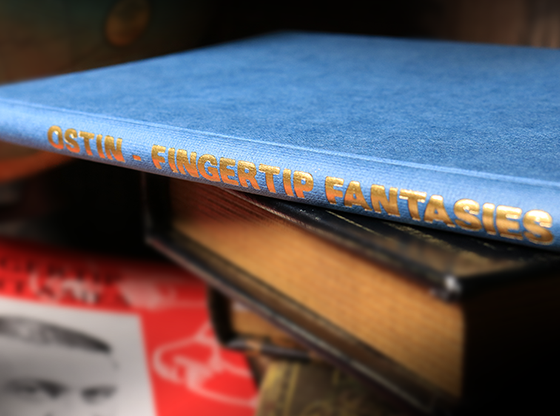 OSTIN - FINGERTIP FANTASIES